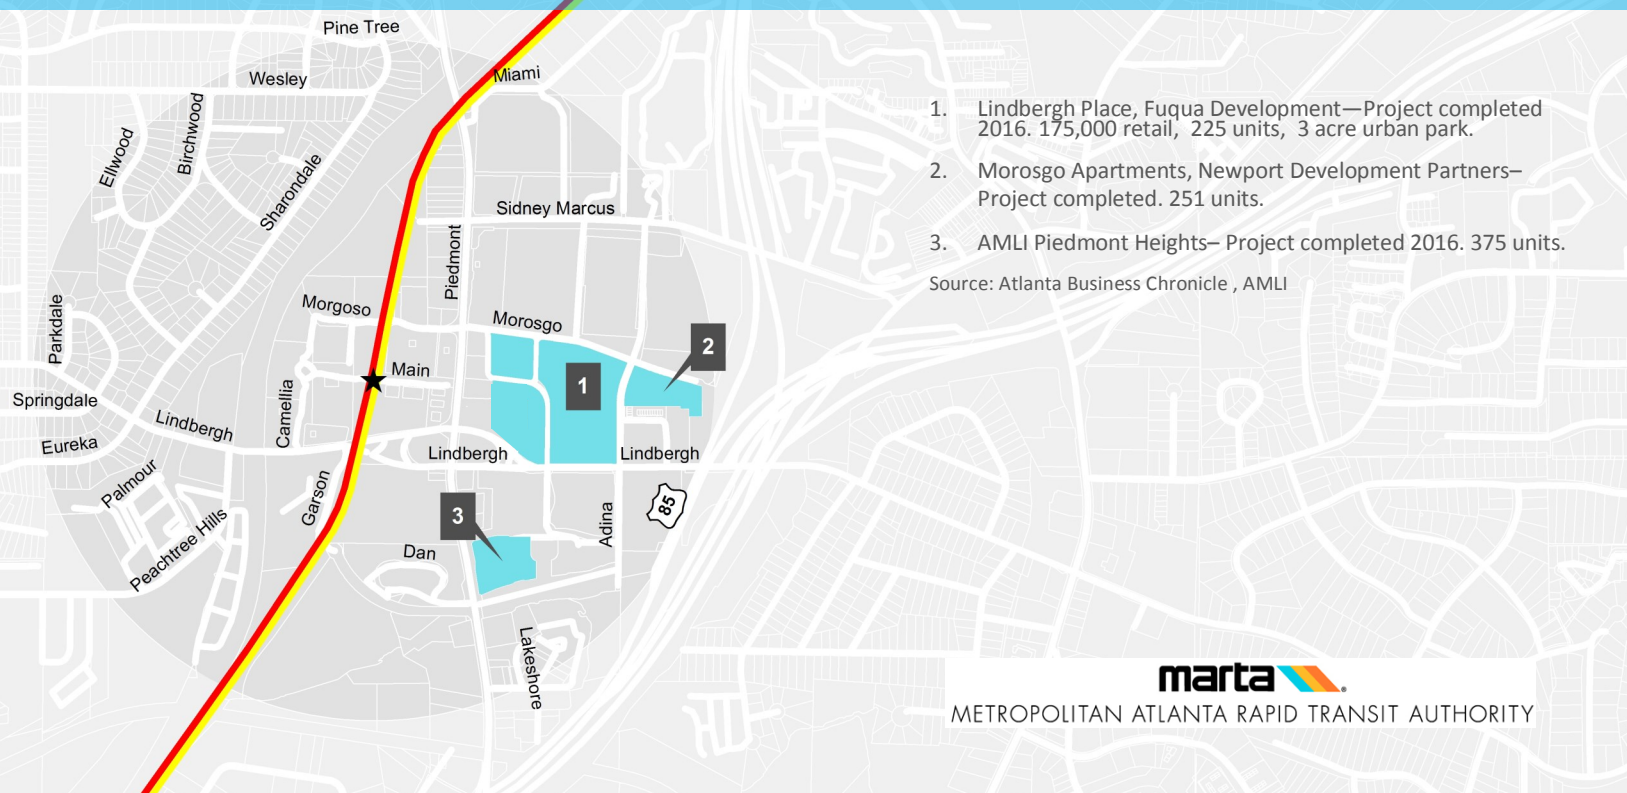 Pine Tree
Wesley
Miami
Ellwood
Birchwood
Sharondale
Sidney Marcus
Piedmont
Parkdale
Morgoso
Morosgo
2
Main
1
Springdale
Camellia
Lindbergh
Eureka
Lindbergh
Lindbergh
Palmour
Garson
85
3
Adina
Peachtree Hills
Dan
Lakeshore
1. Lindbergh Place, Fuqua Development—Project completed
2016. 175,000 retail, 225 units, 3 acre urban park.
2. Morosgo Apartments, Newport Development Partners–
Project completed. 251 units.
3. AMLI Piedmont Heights– Project completed 2016. 375 units.
Source: Atlanta Business Chronicle , AMLI
marta
METROPOLITAN ATLANTA RAPID TRANSIT AUTHORITY